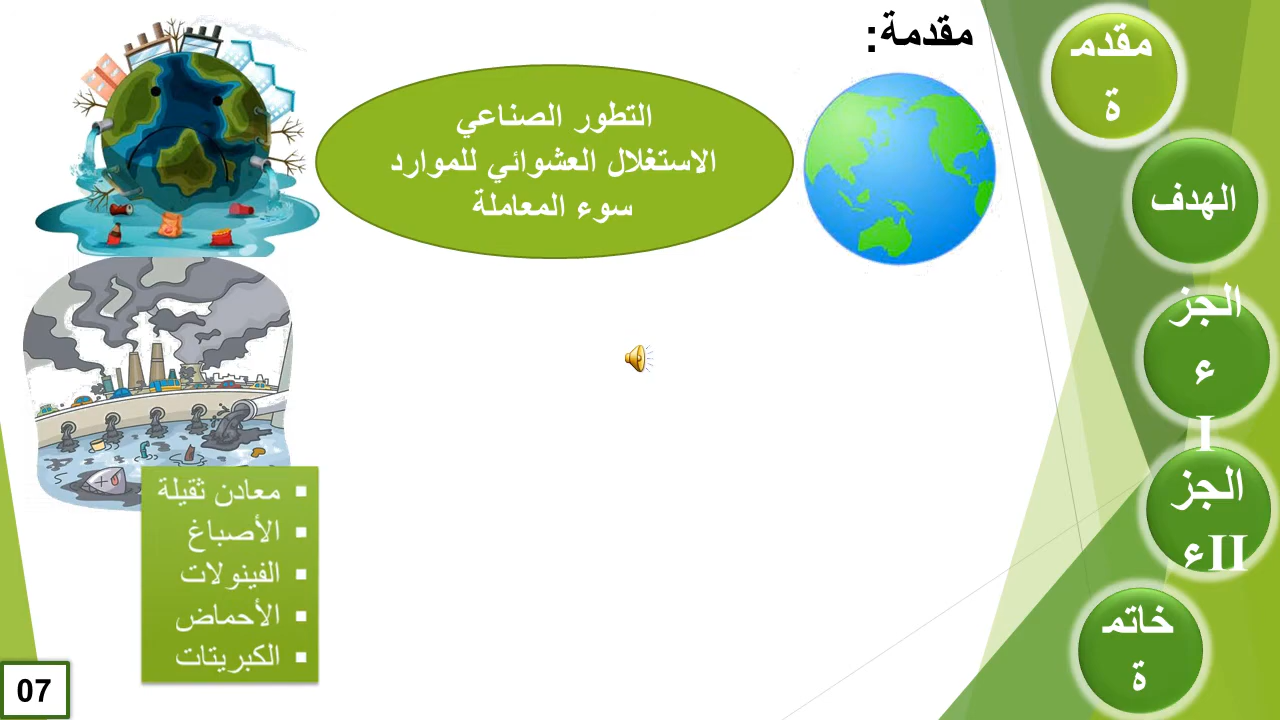 مقدمة:
التطور الصناعي
الاستغلال العشوائي للموارد
سوء المعاملة
▪ معادن ثقيلة
▪ الأصباغ
▪ الفينولات
▪ الأحماض
▪ الكبريتات
مقدم
ة
الهدف
الجز
ء
I
الجز
ءII
خاتم
ة
07